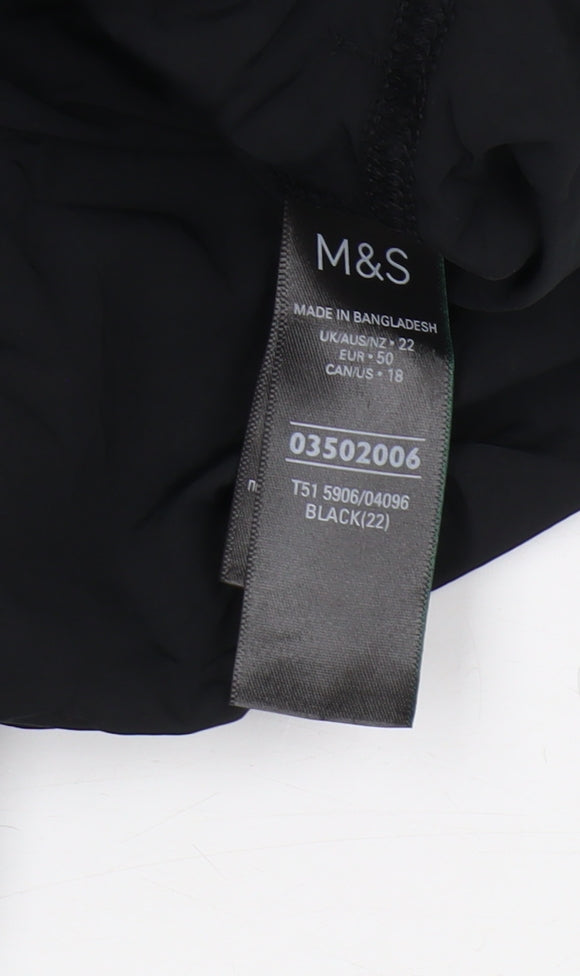 M&S
MADE IN BANGLADESH
UK/AUS/NZ • 22
EUR • 50
CAN/US • 18
03502006
T51 5906/04096
BLACK(22)